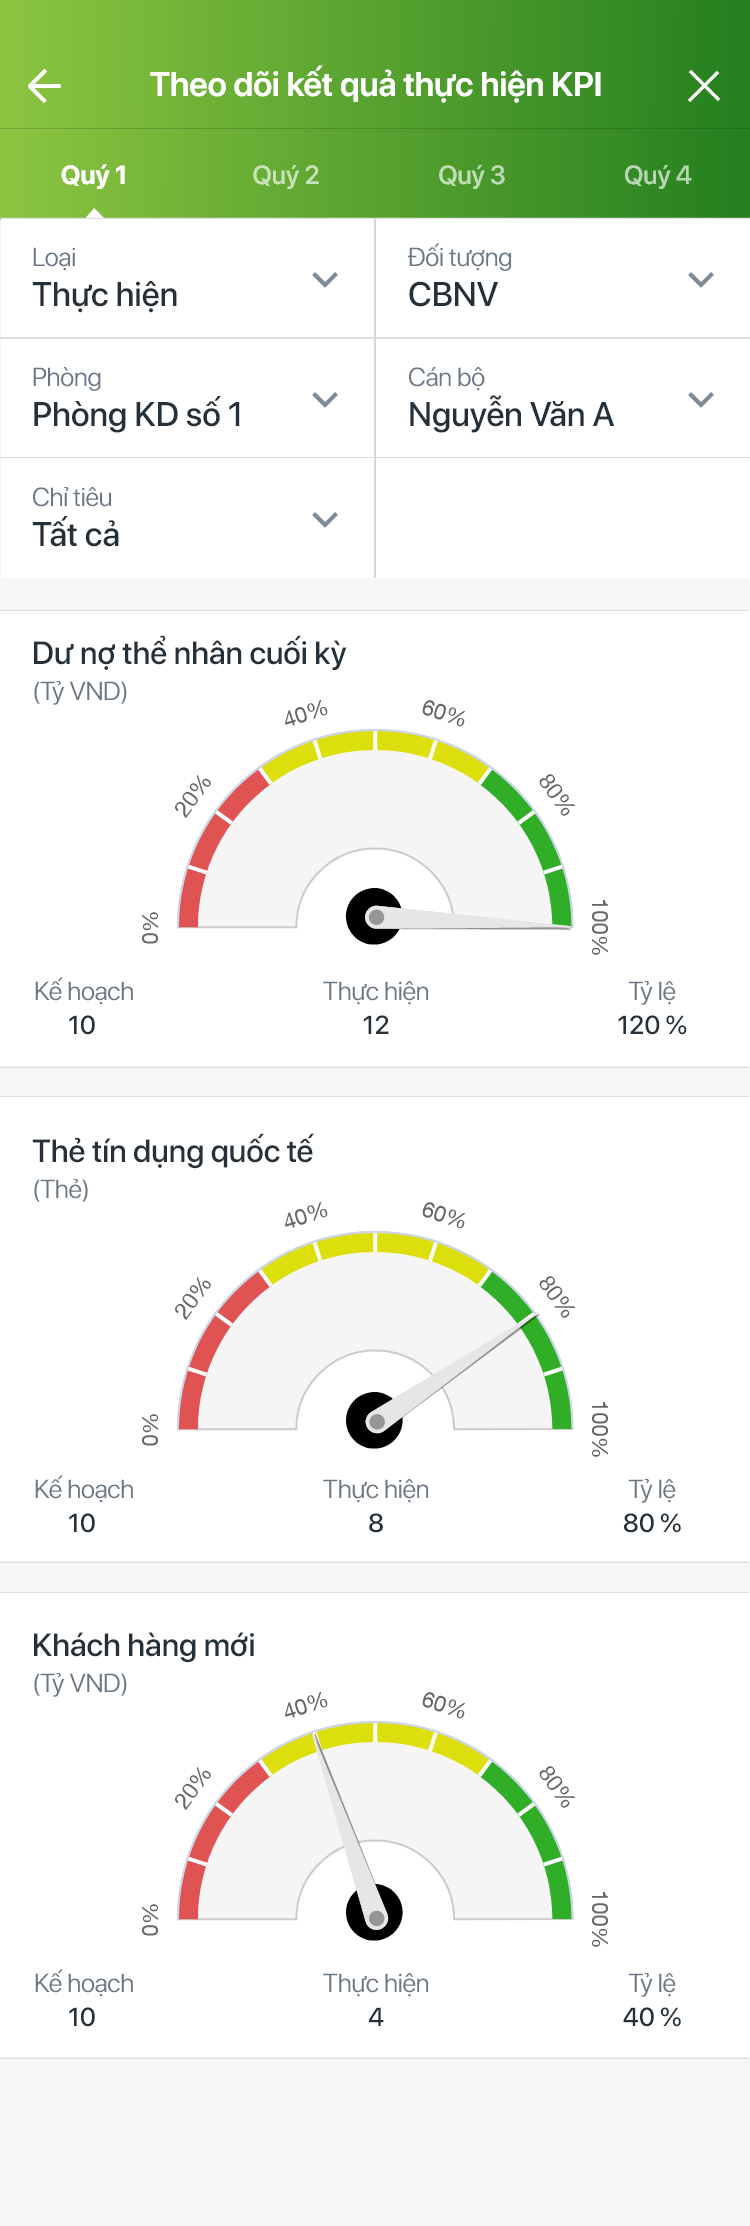 Theo dõi kết quả thực hiện KPI
Quý 1 Quý 2 Quý 3 Quý 4
Loại
Thực hiện
Đối tượng
CBNV
Phòng
Phòng KD số 1
Cán bộ
Nguyễn Văn A
Chỉ tiêu
Tất cả
Dư nợ thể nhân cuối kỳ
(Tỷ VND)
0% 20% 40% 60% 80% 100%
Kế hoạch Thực hiện Tỷ lệ
10 12 120 %
Thẻ tín dụng quốc tế
(Thẻ)
0% 20% 40% 60% 80% 100%
Kế hoạch Thực hiện Tỷ lệ
10 8 80 %
Khách hàng mới
(Tỷ VND)
0% 20% 40% 60% 80% 100%
Kế hoạch Thực hiện Tỷ lệ
10 4 40 %